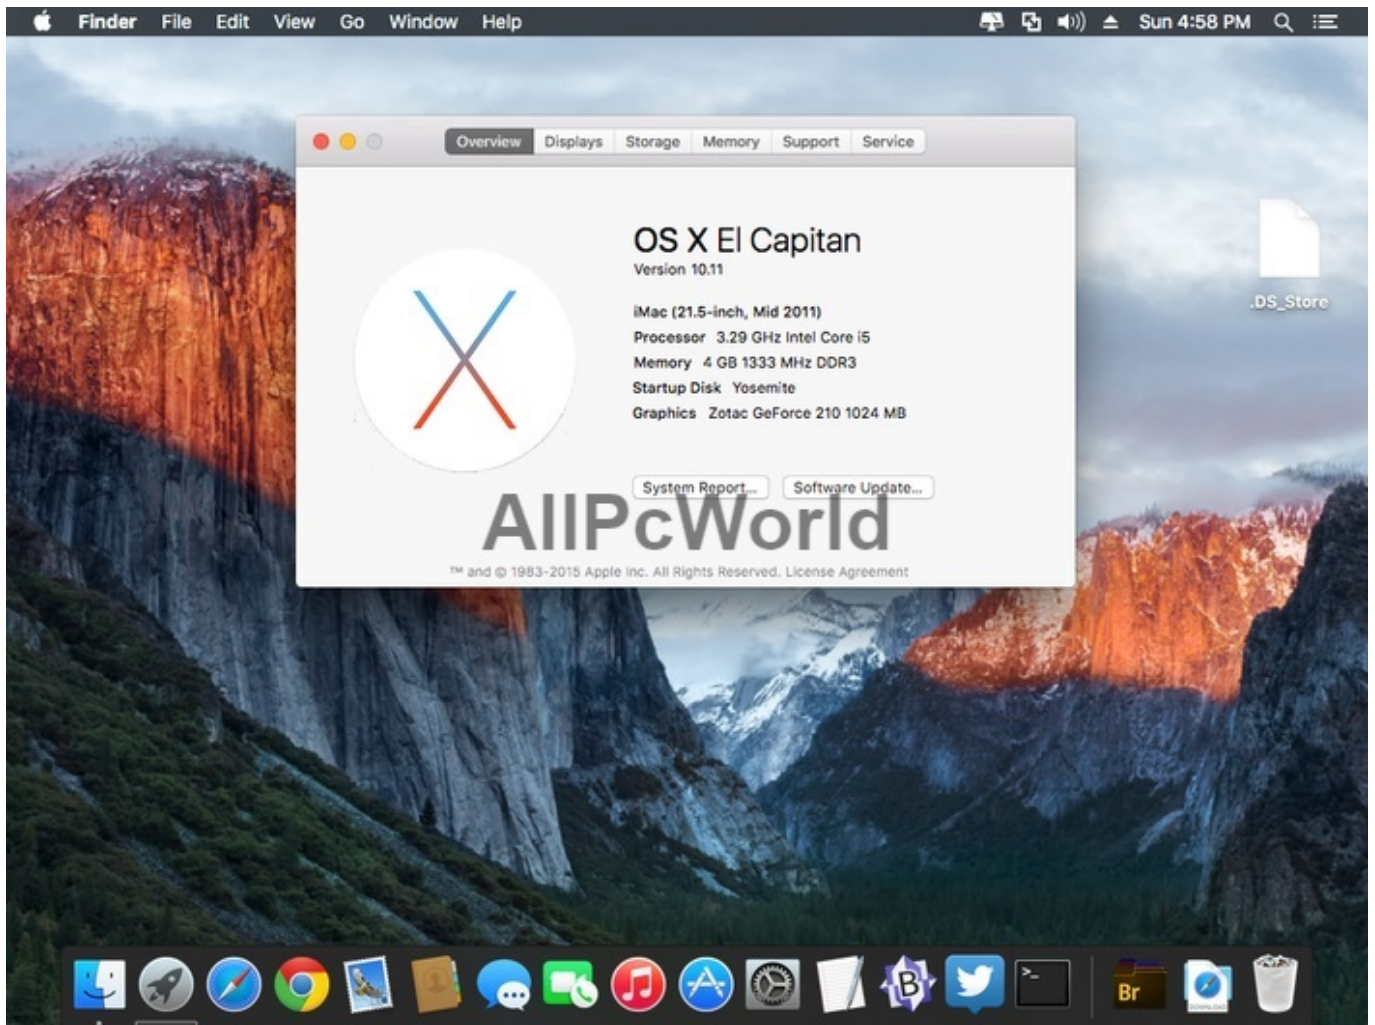 Finder File Edit View Go Window Help Sun 4:58 PM
Overview Displays Storage Memory Support Service
OS X El Capitan
Version 10.11
iMac (21.5-inch, Mid 2011)
Processor 3.29 GHz Intel Core i5
Memory 4 GB 1333 MHz DDR3
Startup Disk Yosemite
Graphics Zotac GeForce 210 1024 MB
System Report... Software Update...
AllPcWorld
™ and © 1983-2015 Apple Inc. All Rights Reserved. License Agreement
.DS_Store
>_
B
Br
DOWNLOAD